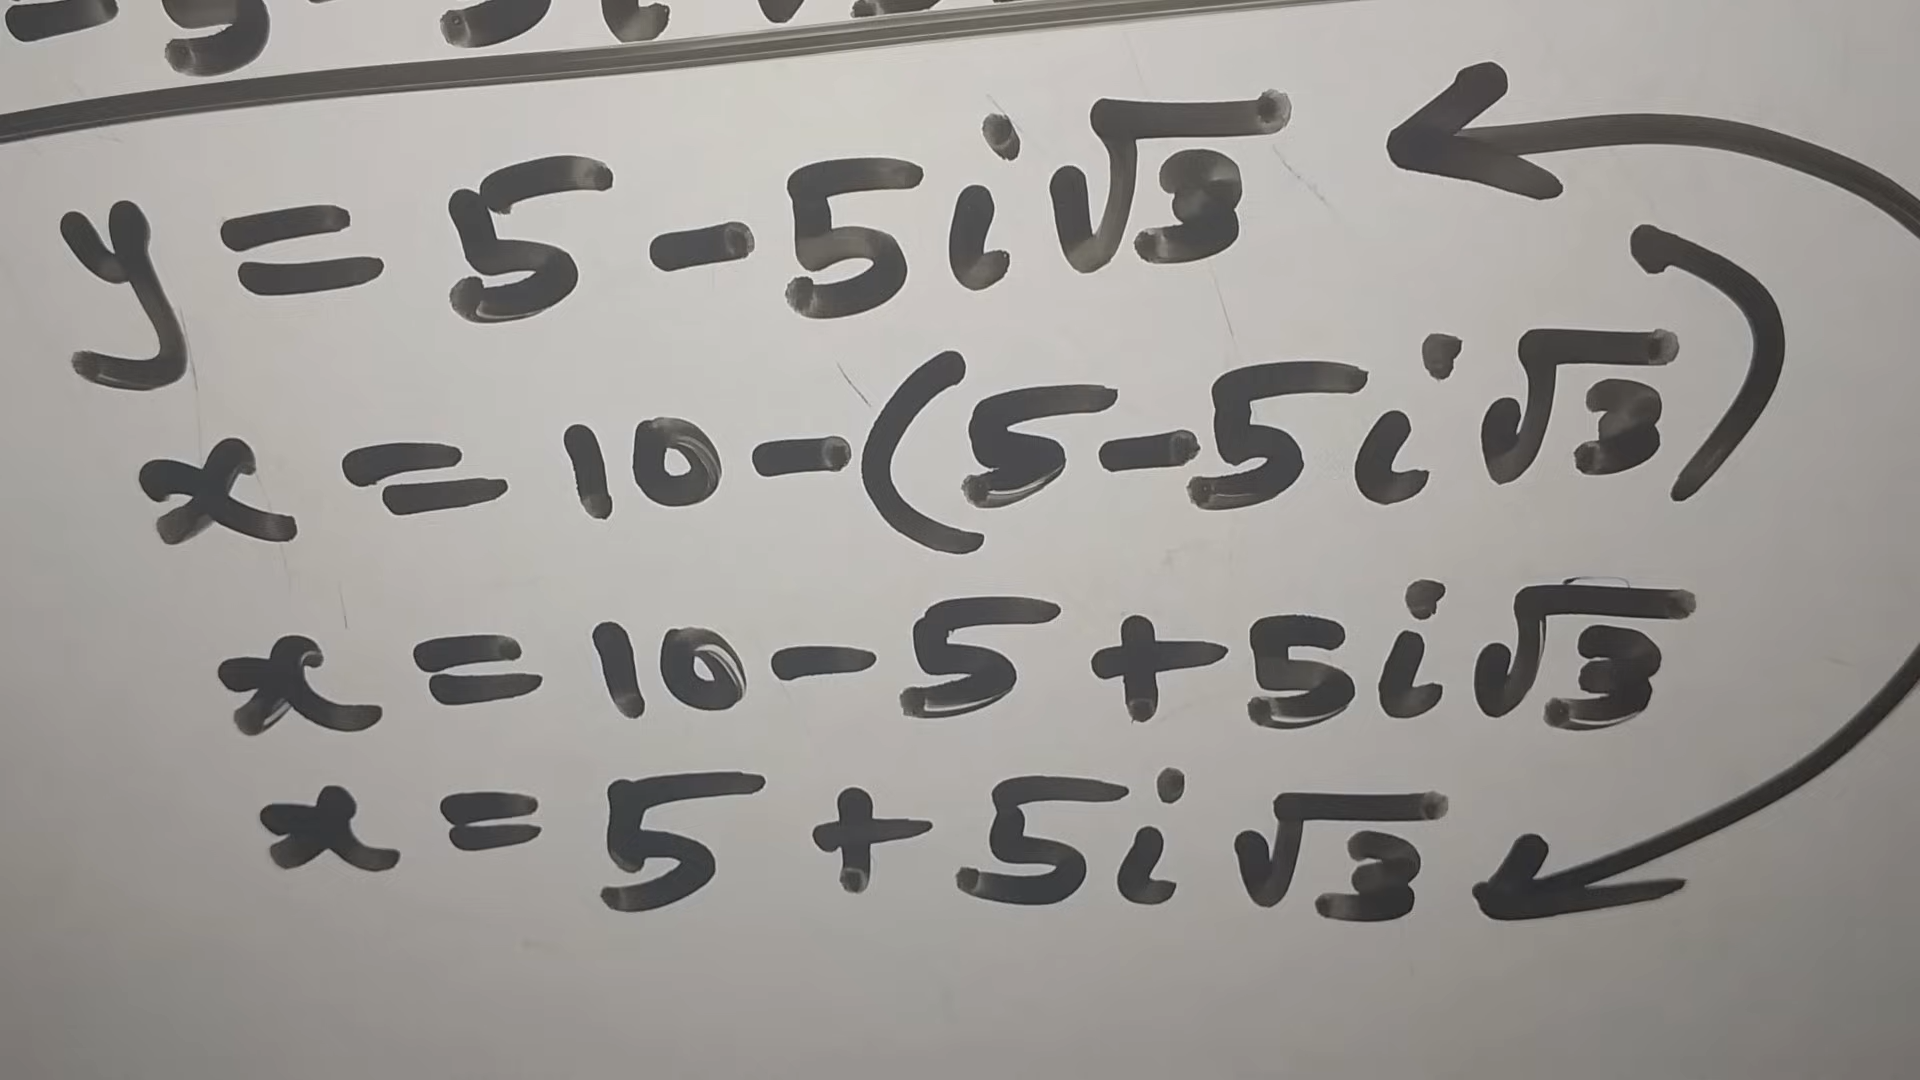 y = 5 - 5i√3
x = 10 - (5 - 5i√3)
x = 10 - 5 + 5i√3
x = 5 + 5i√3